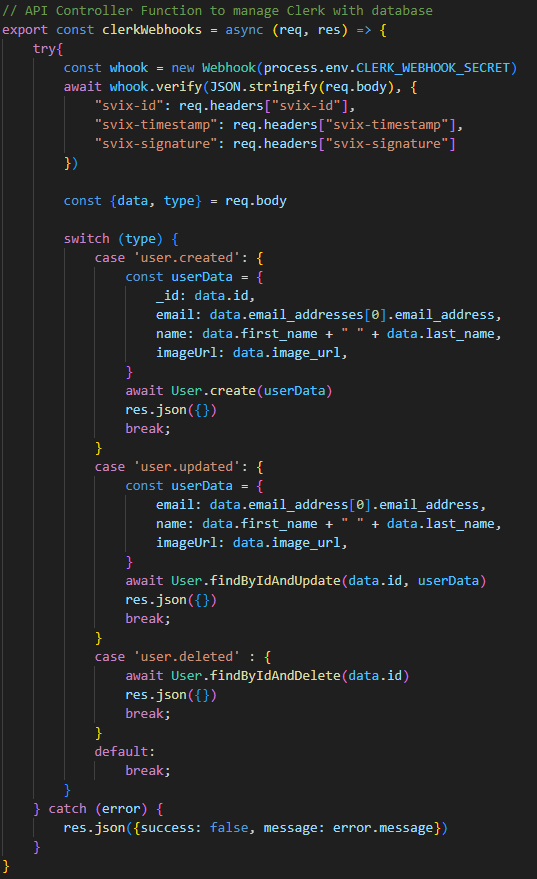 // API Controller Function to manage Clerk with database
export const clerkWebhooks = async (req, res) => {
    try{
        const whook = new Webhook(process.env.CLERK_WEBHOOK_SECRET)
        await whook.verify(JSON.stringify(req.body), {
            "svix-id": req.headers["svix-id"],
            "svix-timestamp": req.headers["svix-timestamp"],
            "svix-signature": req.headers["svix-signature"]
        })

        const {data, type} = req.body

        switch (type) {
            case 'user.created': {
                const userData = {
                    _id: data.id,
                    email: data.email_addresses[0].email_address,
                    name: data.first_name + " " + data.last_name,
                    imageUrl: data.image_url,
                }
                await User.create(userData)
                res.json({})
                break;
            }
            case 'user.updated': {
                const userData = {
                    email: data.email_address[0].email_address,
                    name: data.first_name + " " + data.last_name,
                    imageUrl: data.image_url,
                }
                await User.findByIdAndUpdate(data.id, userData)
                res.json({})
                break;
            }
            case 'user.deleted' : {
                await User.findByIdAndDelete(data.id)
                res.json({})
                break;
            }
            default:
                break;
        }
    } catch (error) {
        res.json({success: false, message: error.message})
    }
}